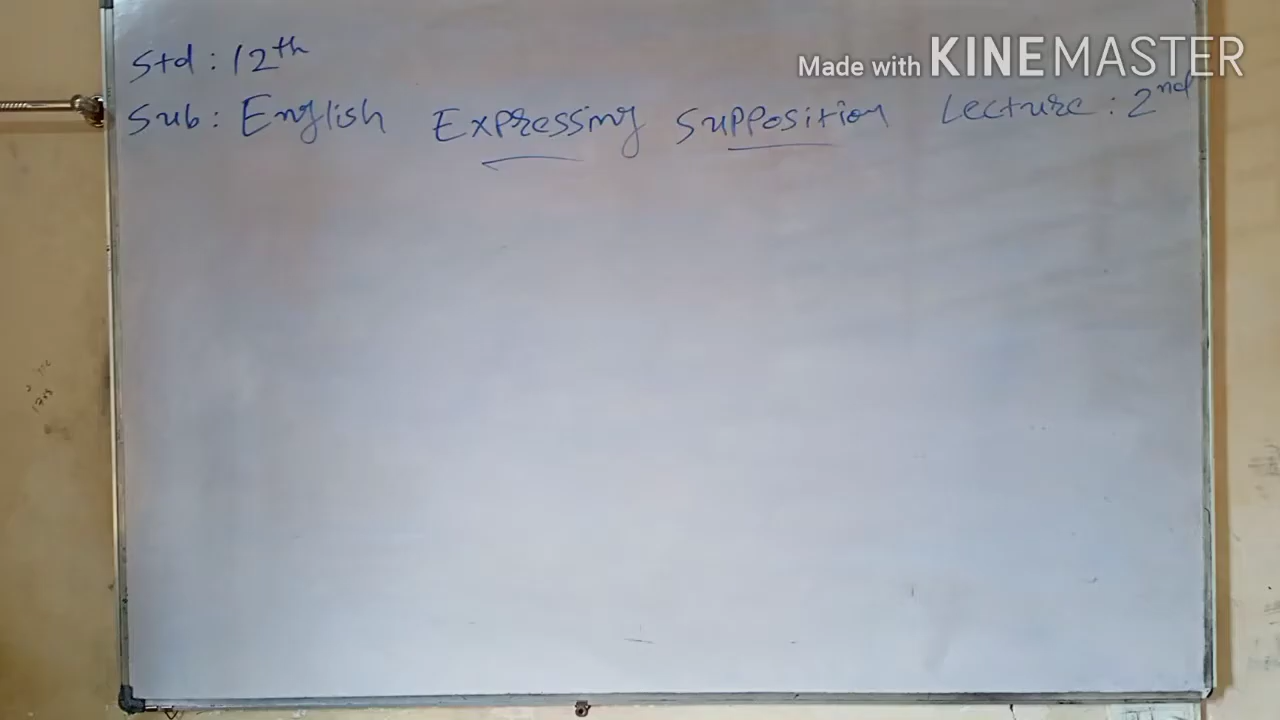 Made with KINEMASTER
Std : 12th
Sub : English Expressing Supposition Lecture : 2nd